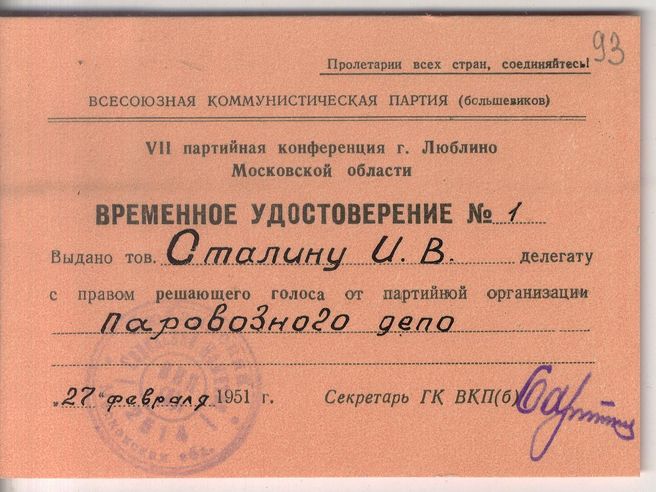 93
Пролетарии всех стран, соединяйтесь!
ВСЕСОЮЗНАЯ КОММУНИСТИЧЕСКАЯ ПАРТИЯ (большевиков)
VII партийная конференция г. Люблино
Московской области
ВРЕМЕННОЕ УДОСТОВЕРЕНИЕ № 1
Выдано тов. Сталину И. В. делегату
с правом решающего голоса от партийной организации
паровозного депо
„27“ февраля 1951 г. Секретарь ГК ВКП(б)